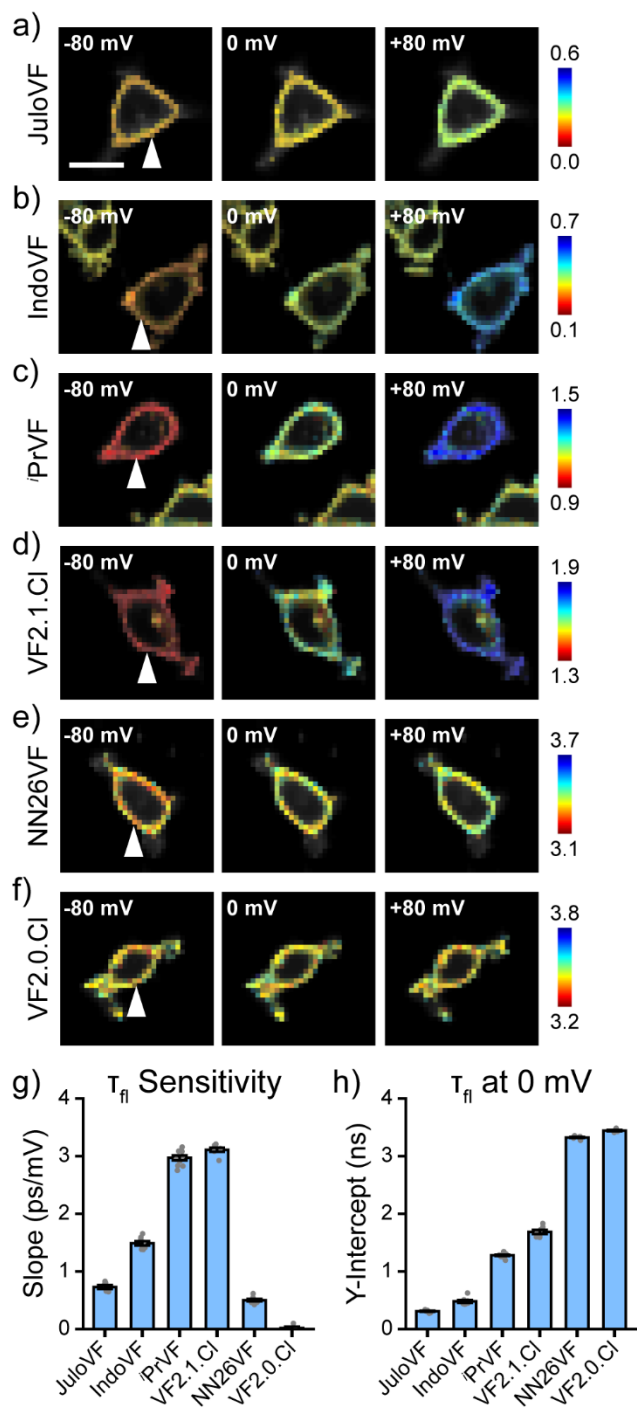 a)
JuloVF
-80 mV
0 mV
+80 mV
0.6
0.0
b)
IndoVF
-80 mV
0 mV
+80 mV
0.7
0.1
c)
iPrVF
-80 mV
0 mV
+80 mV
1.5
0.9
d)
VF2.1.Cl
-80 mV
0 mV
+80 mV
1.9
1.3
e)
NN26VF
-80 mV
0 mV
+80 mV
3.7
3.1
f)
VF2.0.Cl
-80 mV
0 mV
+80 mV
3.8
3.2
g) τfl Sensitivity
Slope (ps/mV)
4
3
2
1
0
JuloVF
IndoVF
iPrVF
VF2.1.Cl
NN26VF
VF2.0.Cl
h) τfl at 0 mV
Y-Intercept (ns)
4
3
2
1
0
JuloVF
IndoVF
iPrVF
VF2.1.Cl
NN26VF
VF2.0.Cl